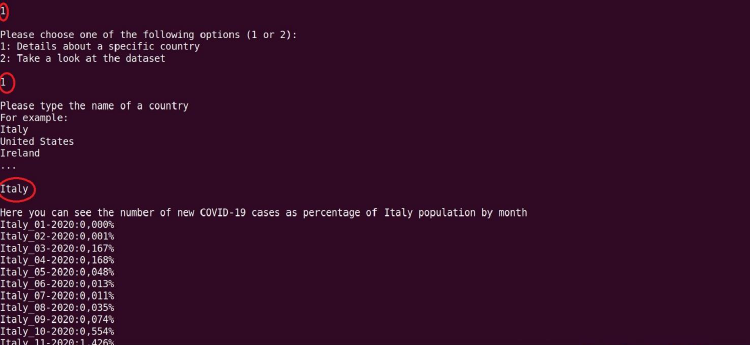 1
Please choose one of the following options (1 or 2):
1: Details about a specific country
2: Take a look at the dataset
1
Please type the name of a country
For example:
Italy
United States
Ireland
...
Italy
Here you can see the number of new COVID-19 cases as percentage of Italy population by month
Italy_01-2020:0,000%
Italy_02-2020:0,001%
Italy_03-2020:0,167%
Italy_04-2020:0,168%
Italy_05-2020:0,048%
Italy_06-2020:0,013%
Italy_07-2020:0,011%
Italy_08-2020:0,035%
Italy_09-2020:0,074%
Italy_10-2020:0,554%
Italy_11-2020:1,426%